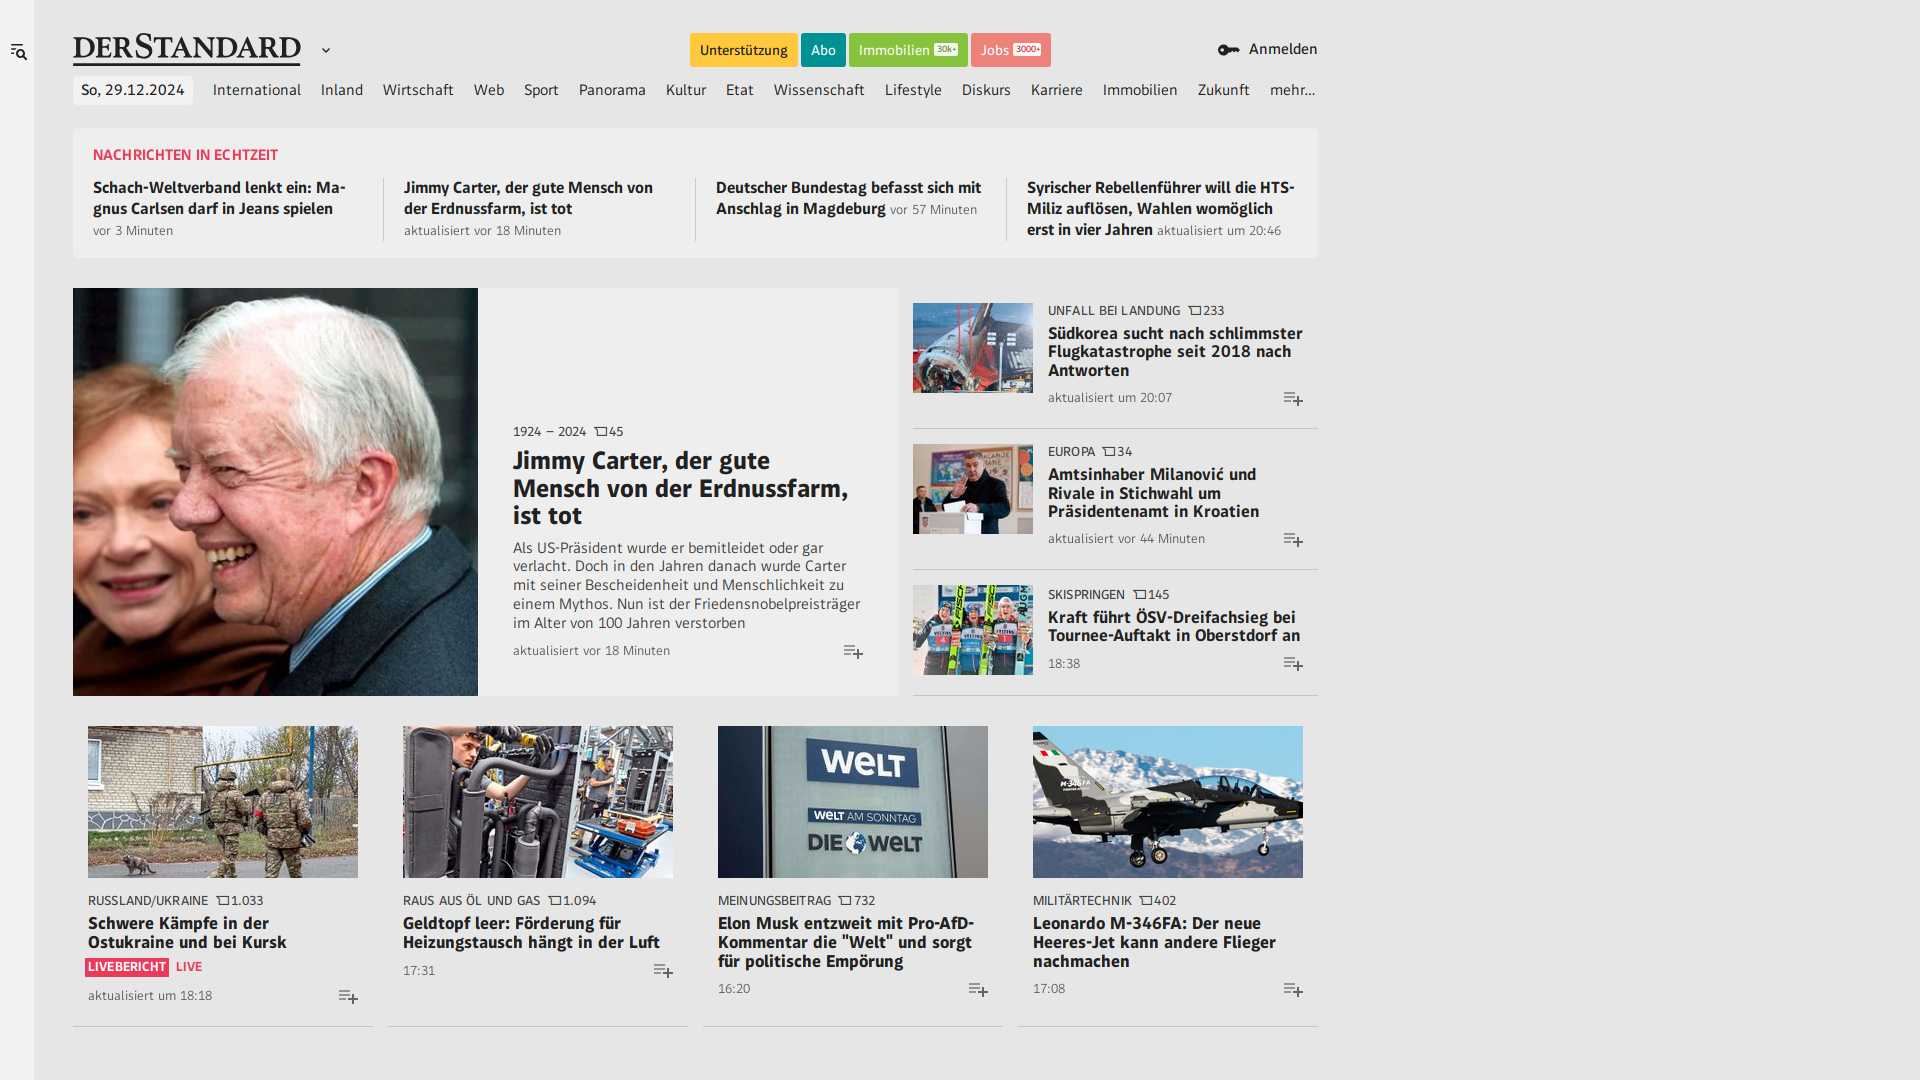 DERSTANDARD
Unterstützung
Abo
Immobilien 30k+
Jobs 3000+
Anmelden
So, 29.12.2024
International
Inland
Wirtschaft
Web
Sport
Panorama
Kultur
Etat
Wissenschaft
Lifestyle
Diskurs
Karriere
Immobilien
Zukunft
mehr...
NACHRICHTEN IN ECHTZEIT
Schach-Weltverband lenkt ein: Ma-
gnus Carlsen darf in Jeans spielen
vor 3 Minuten
Jimmy Carter, der gute Mensch von
der Erdnussfarm, ist tot
aktualisiert vor 18 Minuten
Deutscher Bundestag befasst sich mit
Anschlag in Magdeburg vor 57 Minuten
Syrischer Rebellenführer will die HTS-
Miliz auflösen, Wahlen womöglich
erst in vier Jahren aktualisiert um 20:46
1924 – 2024 45
Jimmy Carter, der gute
Mensch von der Erdnussfarm,
ist tot
Als US-Präsident wurde er bemitleidet oder gar
verlacht. Doch in den Jahren danach wurde Carter
mit seiner Bescheidenheit und Menschlichkeit zu
einem Mythos. Nun ist der Friedensnobelpreisträger
im Alter von 100 Jahren verstorben
aktualisiert vor 18 Minuten
UNFALL BEI LANDUNG 233
Südkorea sucht nach schlimmster
Flugkatastrophe seit 2018 nach
Antworten
aktualisiert um 20:07
EUROPA 34
Amtsinhaber Milanović und
Rivale in Stichwahl um
Präsidentenamt in Kroatien
aktualisiert vor 44 Minuten
SKISPRINGEN 145
Kraft führt ÖSV-Dreifachsieg bei
Tournee-Auftakt in Oberstdorf an
18:38
RUSSLAND/UKRAINE 1.033
Schwere Kämpfe in der
Ostukraine und bei Kursk
LIVEBERICHT LIVE
aktualisiert um 18:18
RAUS AUS ÖL UND GAS 1.094
Geldtopf leer: Förderung für
Heizungstausch hängt in der Luft
17:31
WELT
WELT AM SONNTAG
DIE WELT
MEINUNGSBEITRAG 732
Elon Musk entzweit mit Pro-AfD-
Kommentar die "Welt" und sorgt
für politische Empörung
16:20
M-346FA
MILITÄRTECHNIK 402
Leonardo M-346FA: Der neue
Heeres-Jet kann andere Flieger
nachmachen
17:08